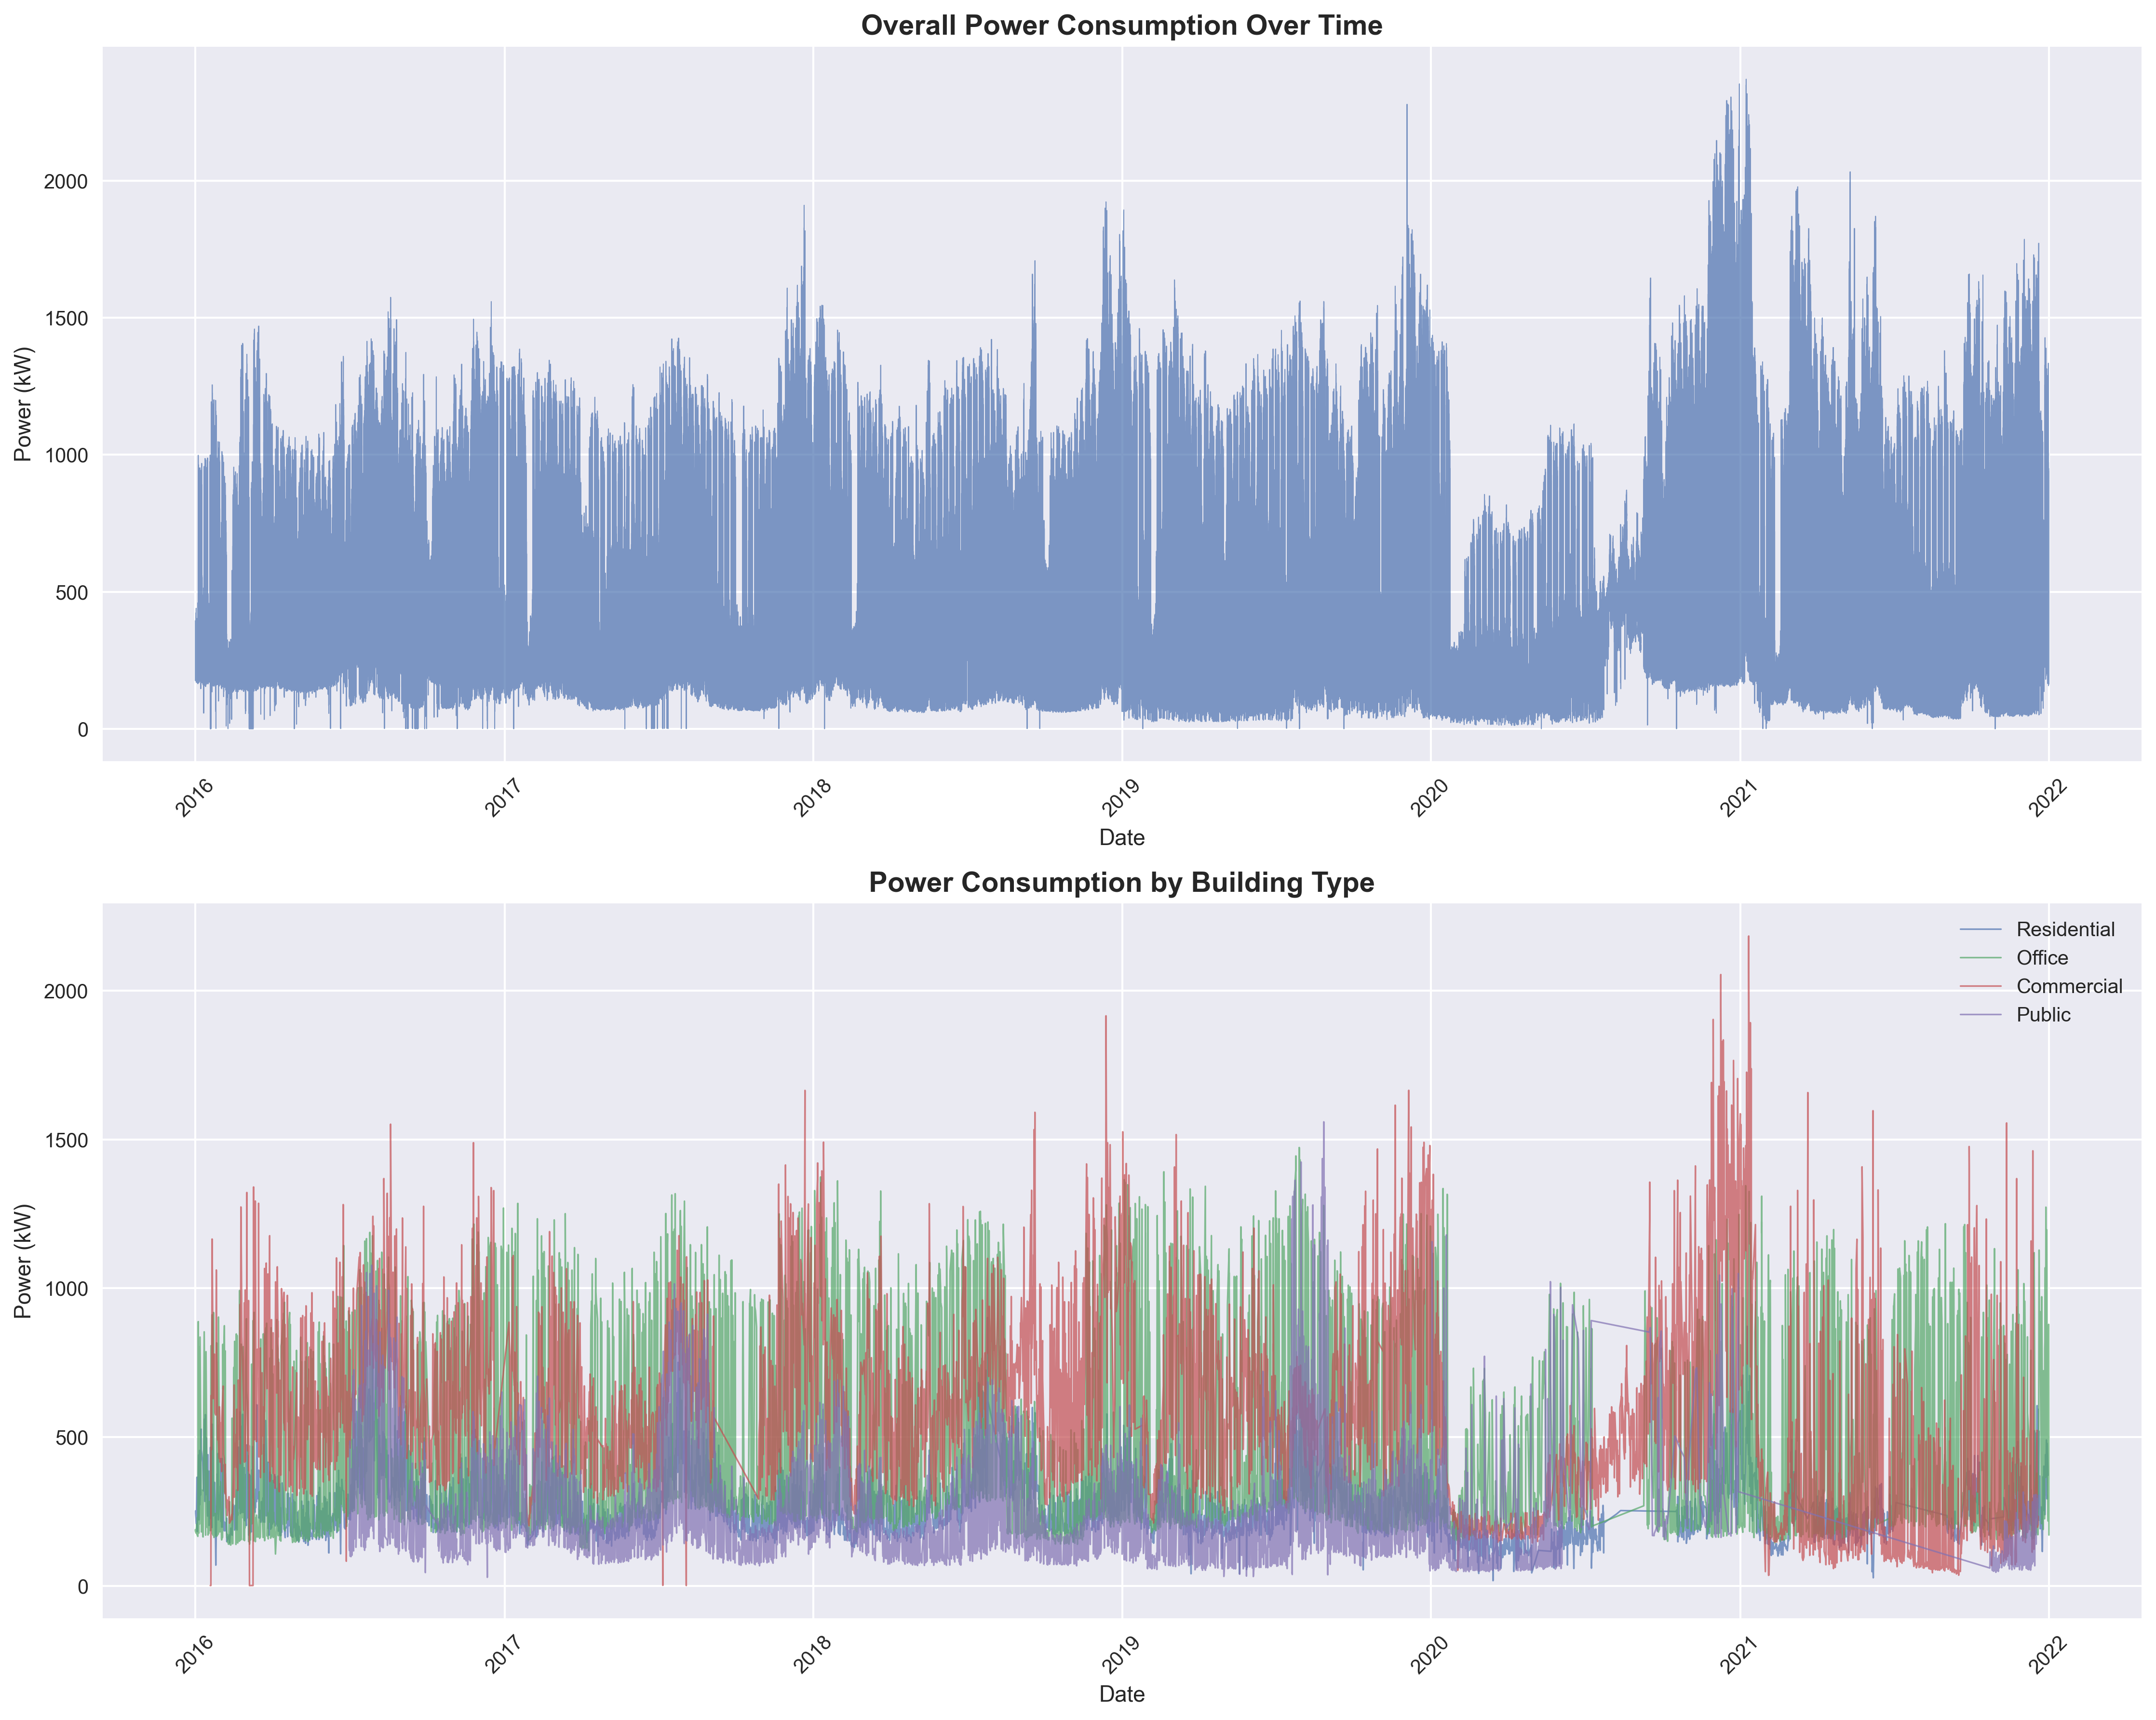 Overall Power Consumption Over Time
Power (kW)
2000
1500
1000
500
0
2016
2017
2018
2019
2020
2021
2022
Date
Power Consumption by Building Type
Residential
Office
Commercial
Public
Power (kW)
2000
1500
1000
500
0
2016
2017
2018
2019
2020
2021
2022
Date